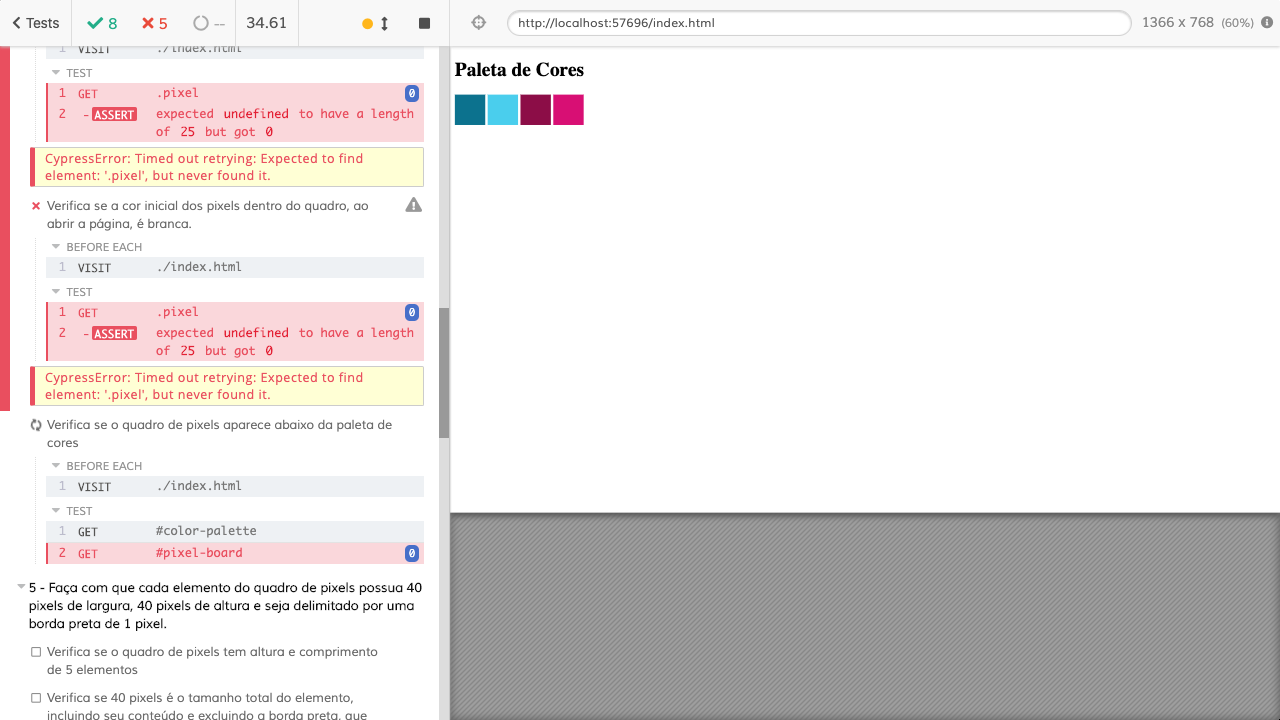 Tests
8
5
--
34.61
http://localhost:57696/index.html
1366 x 768 (60%)
1 VISIT ./index.html
TEST
1 GET .pixel 0
2 - ASSERT expected undefined to have a length
of 25 but got 0
CypressError: Timed out retrying: Expected to find
element: '.pixel', but never found it.
Verifica se a cor inicial dos pixels dentro do quadro, ao
abrir a página, é branca.
BEFORE EACH
1 VISIT ./index.html
TEST
1 GET .pixel 0
2 - ASSERT expected undefined to have a length
of 25 but got 0
CypressError: Timed out retrying: Expected to find
element: '.pixel', but never found it.
Verifica se o quadro de pixels aparece abaixo da paleta de
cores
BEFORE EACH
1 VISIT ./index.html
TEST
1 GET #color-palette
2 GET #pixel-board 0
5 - Faça com que cada elemento do quadro de pixels possua 40
pixels de largura, 40 pixels de altura e seja delimitado por uma
borda preta de 1 pixel.
Verifica se o quadro de pixels tem altura e comprimento
de 5 elementos
Verifica se 40 pixels é o tamanho total do elemento,
incluindo seu conteúdo e excluindo a borda preta, que
Paleta de Cores